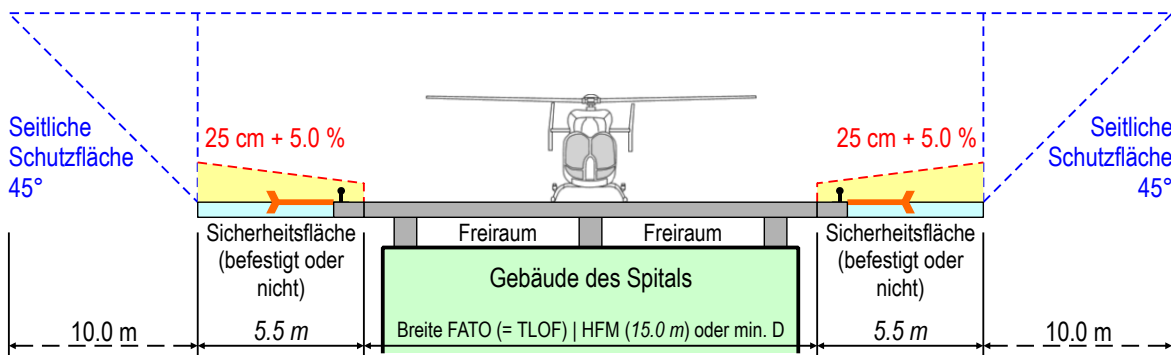 Seitliche
Schutzfläche
45°
25 cm + 5.0 %
25 cm + 5.0 %
Seitliche
Schutzfläche
45°
Sicherheitsfläche
(befestigt oder
nicht)
Freiraum
Freiraum
Sicherheitsfläche
(befestigt oder
nicht)
Gebäude des Spitals
Breite FATO (= TLOF) | HFM (15.0 m) oder min. D
10.0 m
5.5 m
5.5 m
10.0 m